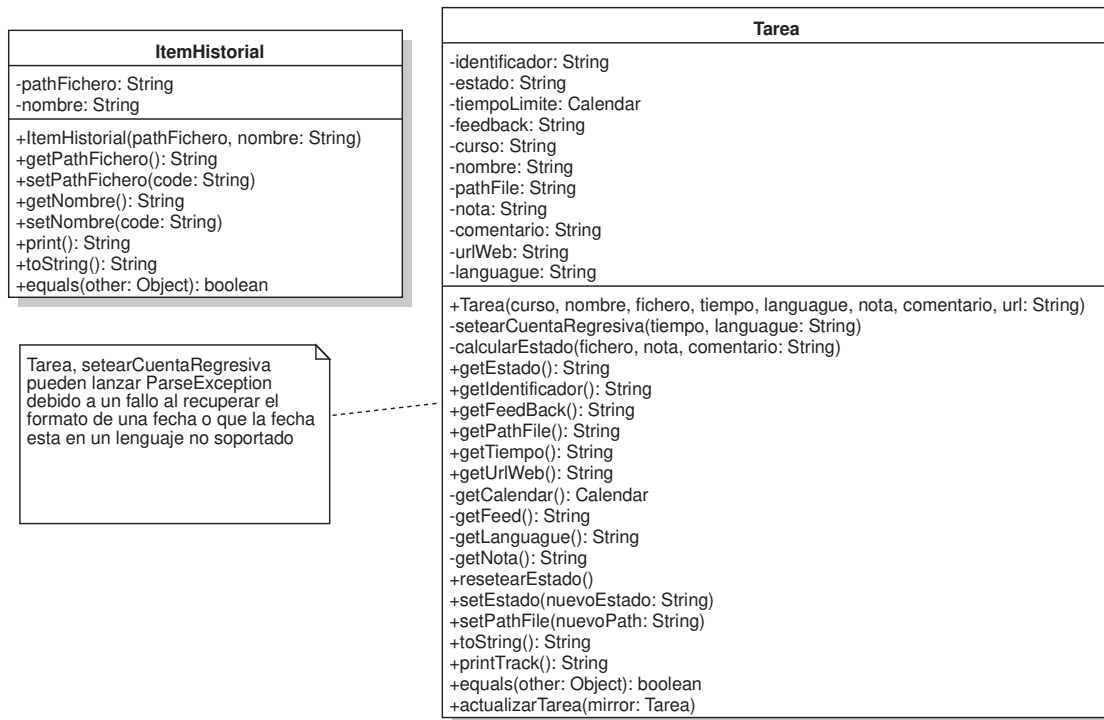 ItemHistorial
-pathFichero: String
-nombre: String
+ItemHistorial(pathFichero, nombre: String)
+getPathFichero(): String
+setPathFichero(code: String)
+getNombre(): String
+setNombre(code: String)
+print(): String
+toString(): String
+equals(other: Object): boolean
Tarea, setearCuentaRegresiva
pueden lanzar ParseException
debido a un fallo al recuperar el
formato de una fecha o que la fecha
esta en un lenguaje no soportado
Tarea
-identificador: String
-estado: String
-tiempoLimite: Calendar
-feedback: String
-curso: String
-nombre: String
-pathFile: String
-nota: String
-comentario: String
-urlWeb: String
-languague: String
+Tarea(curso, nombre, fichero, tiempo, languague, nota, comentario, url: String)
-setearCuentaRegresiva(tiempo, languague: String)
-calcularEstado(fichero, nota, comentario: String)
+getEstado(): String
+getIdentificador(): String
+getFeedBack(): String
+getPathFile(): String
+getTiempo(): String
+getUrlWeb(): String
-getCalendar(): Calendar
-getFeed(): String
-getLanguague(): String
-getNota(): String
+resetearEstado()
+setEstado(nuevoEstado: String)
+setPathFile(nuevoPath: String)
+toString(): String
+printTrack(): String
+equals(other: Object): boolean
+actualizarTarea(mirror: Tarea)